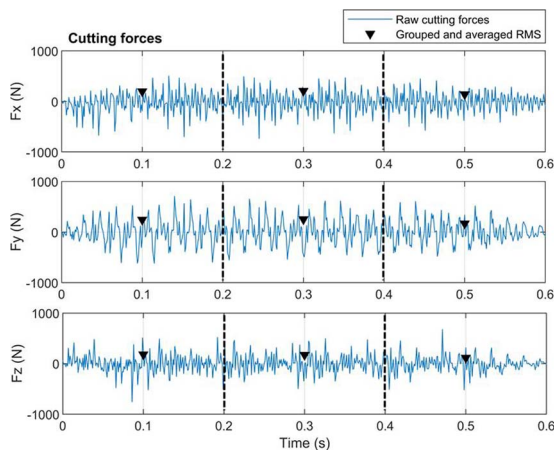 Raw cutting forces
Grouped and averaged RMS
Cutting forces
1000
0
-1000
Fx (N)
0 0.1 0.2 0.3 0.4 0.5 0.6
1000
0
-1000
Fy (N)
0 0.1 0.2 0.3 0.4 0.5 0.6
1000
0
-1000
Fz (N)
0 0.1 0.2 0.3 0.4 0.5 0.6
Time (s)